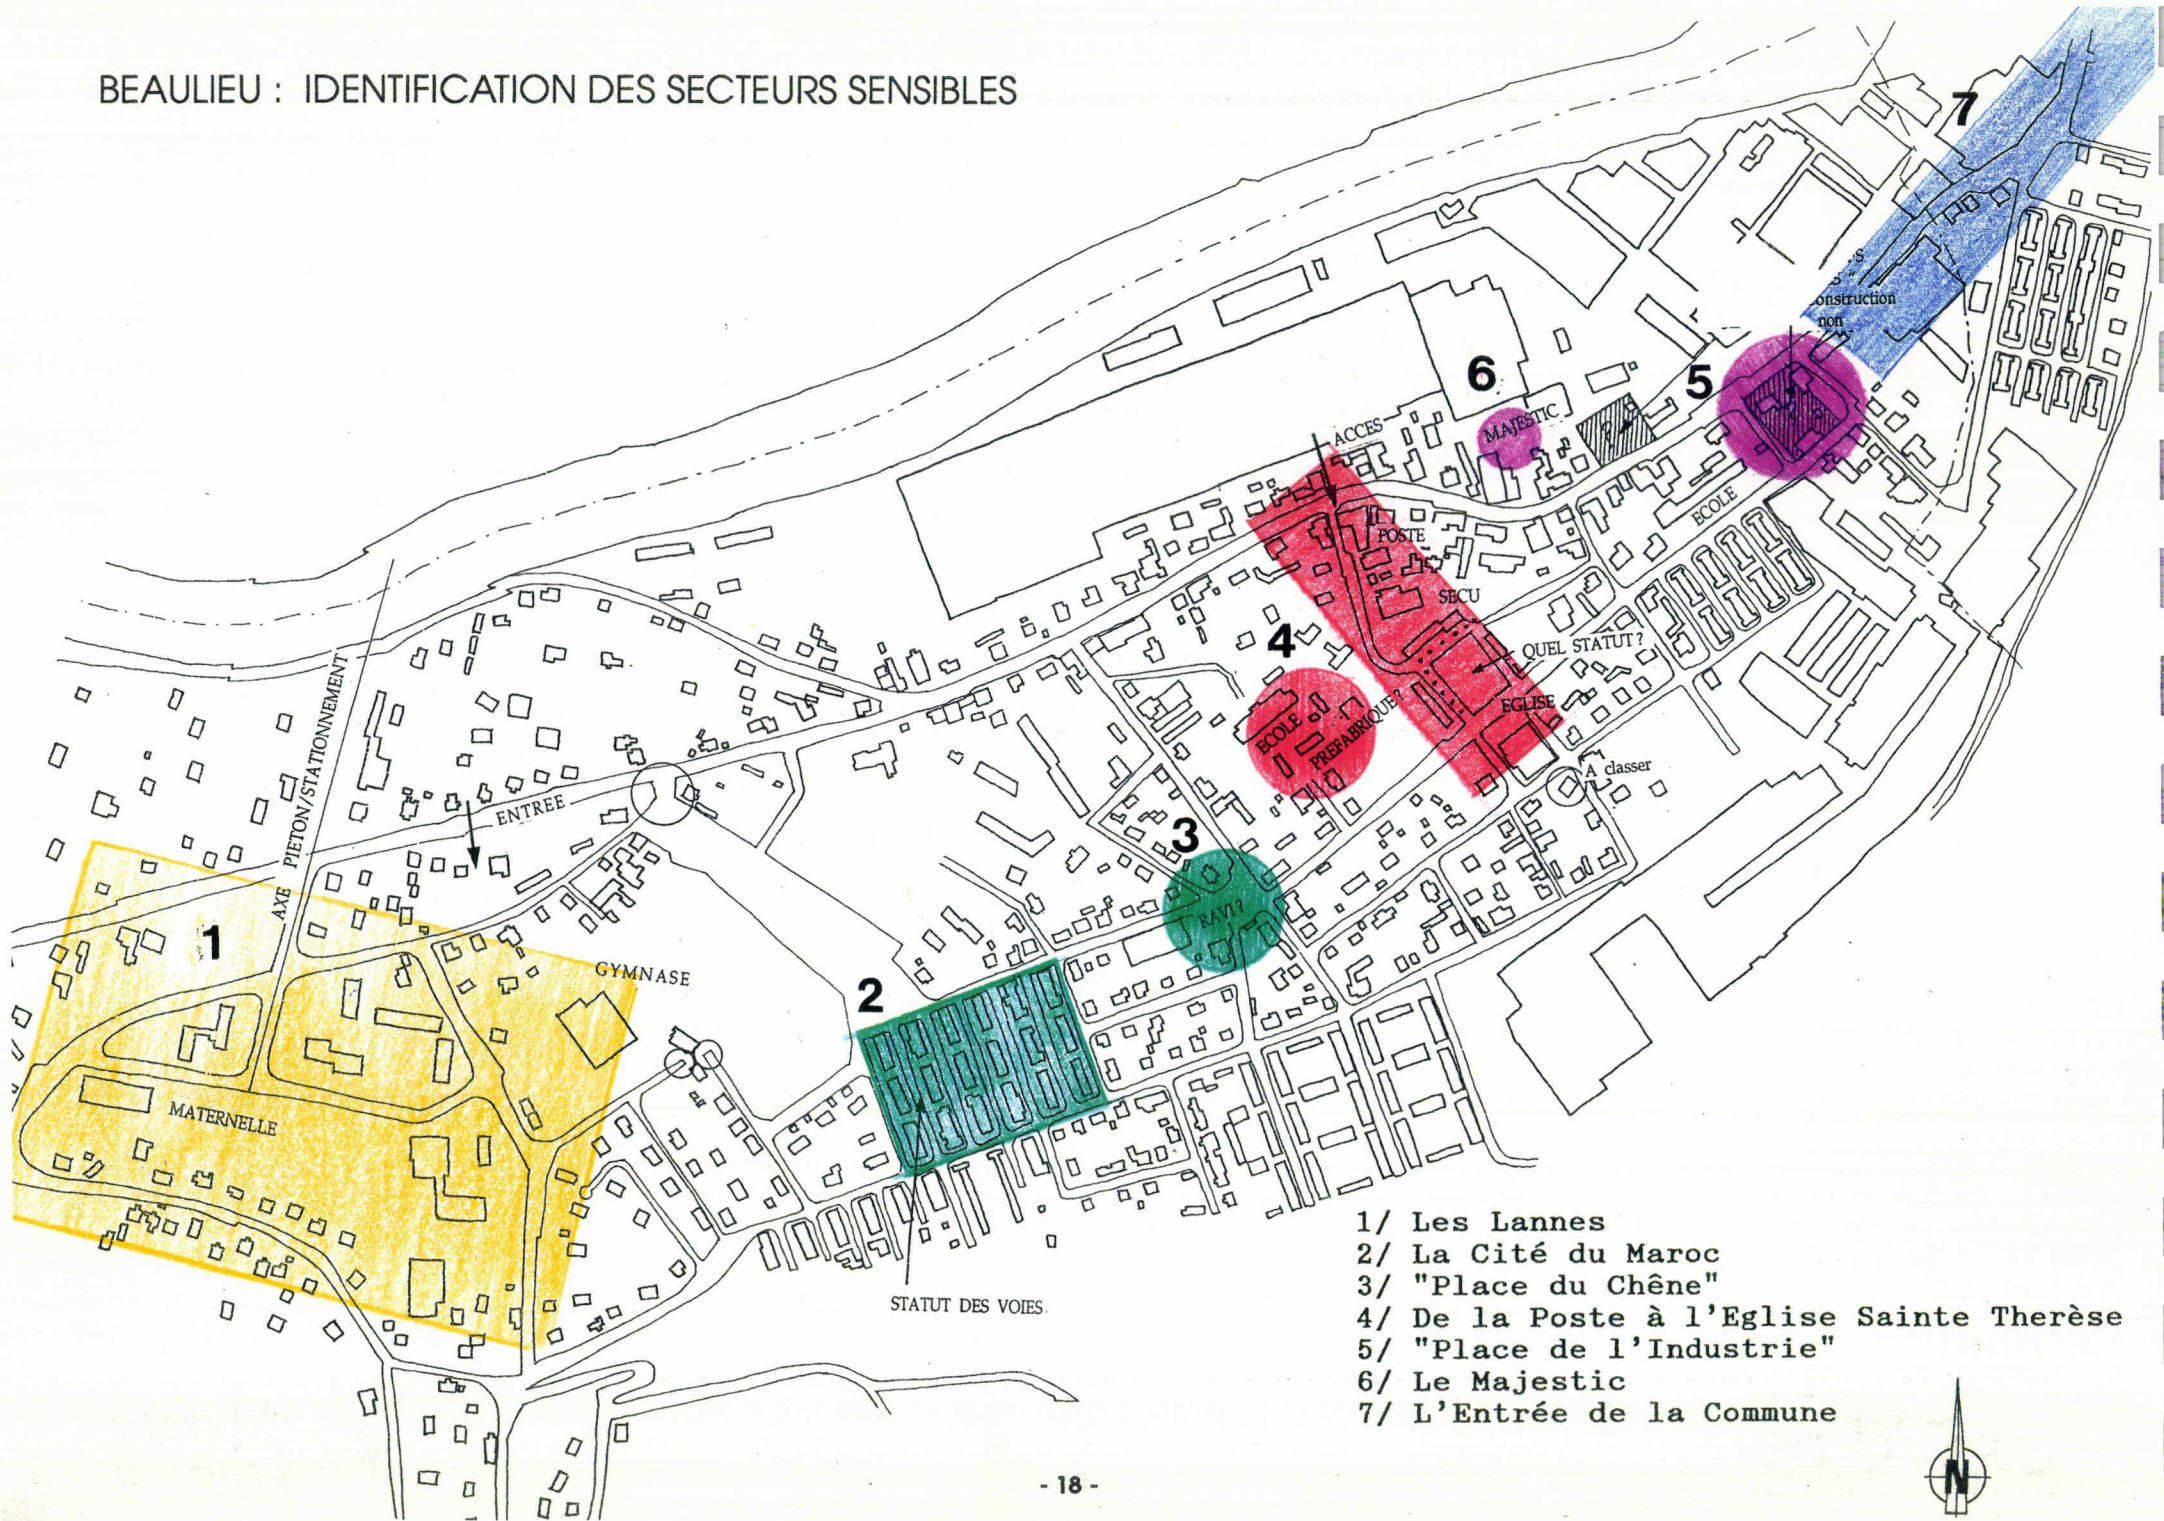 BEAULIEU : IDENTIFICATION DES SECTEURS SENSIBLES
7
onstruction
non
6
5
MAJESTIC
?
ACCES
ECOLE
POSTE
SECU
4
QUEL STATUT ?
EGLISE
ECOLE
PREFABRIQUE ?
A classer
AXE PIETON/STATIONNEMENT
ENTREE
3
RAVI ?
1
GYMNASE
2
MATERNELLE
STATUT DES VOIES
1/ Les Lannes
2/ La Cité du Maroc
3/ "Place du Chêne"
4/ De la Poste à l'Eglise Sainte Therèse
5/ "Place de l'Industrie"
6/ Le Majestic
7/ L'Entrée de la Commune
N
- 18 -